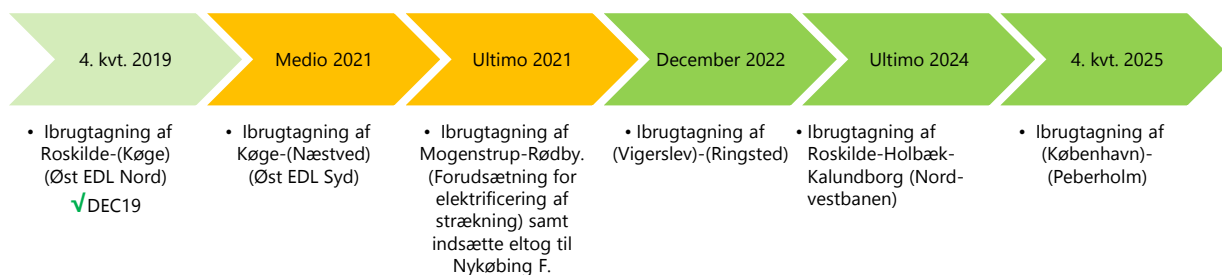 4. kvt. 2019
Medio 2021
Ultimo 2021
December 2022
Ultimo 2024
4. kvt. 2025
• Ibrugtagning af
Roskilde-(Køge)
(Øst EDL Nord)
√DEC19
• Ibrugtagning af
Køge-(Næstved)
(Øst EDL Syd)
• Ibrugtagning af
Mogenstrup-Rødby.
(Forudsætning for
elektrificering af
strækning) samt
indsætte eltog til
Nykøbing F.
• Ibrugtagning af
(Vigerslev)-(Ringsted)
• Ibrugtagning af
Roskilde-Holbæk-
Kalundborg (Nord-
vestbanen)
• Ibrugtagning af
(København)-
(Peberholm)